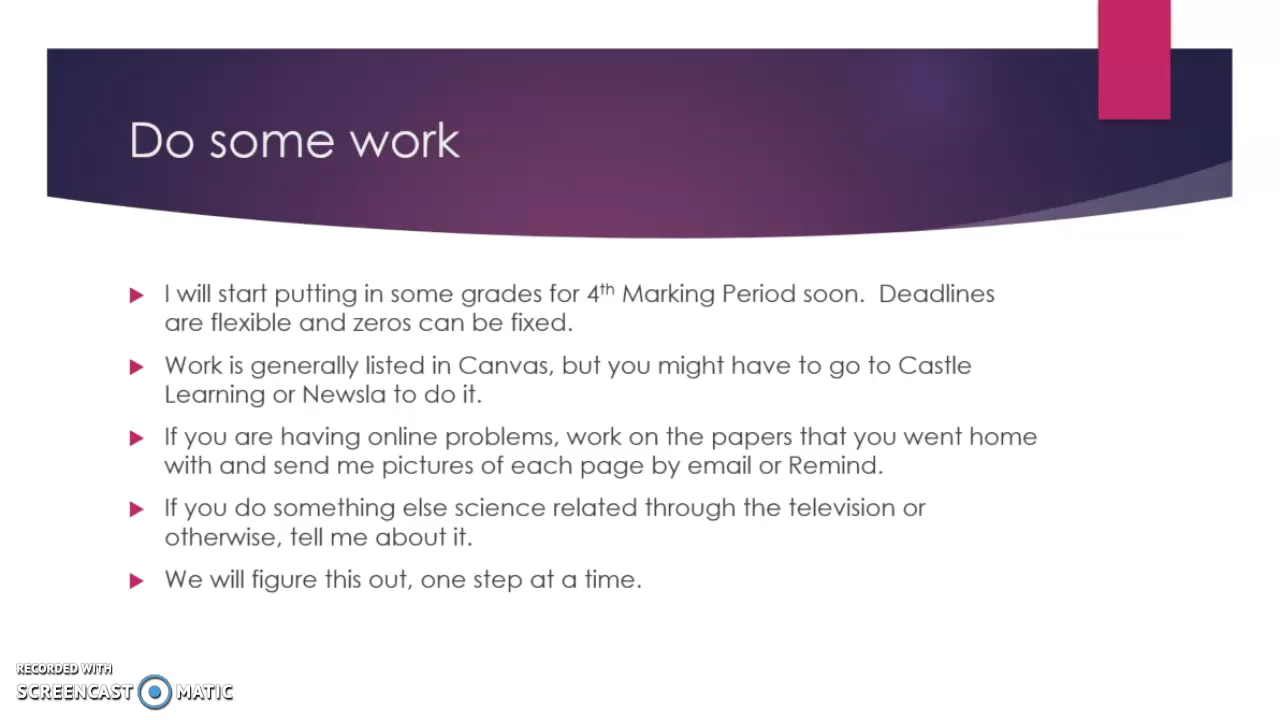 Do some work
I will start putting in some grades for 4th Marking Period soon. Deadlines
are flexible and zeros can be fixed.
Work is generally listed in Canvas, but you might have to go to Castle
Learning or Newsla to do it.
If you are having online problems, work on the papers that you went home
with and send me pictures of each page by email or Remind.
If you do something else science related through the television or
otherwise, tell me about it.
We will figure this out, one step at a time.
RECORDED WITH
SCREENCAST MATIC